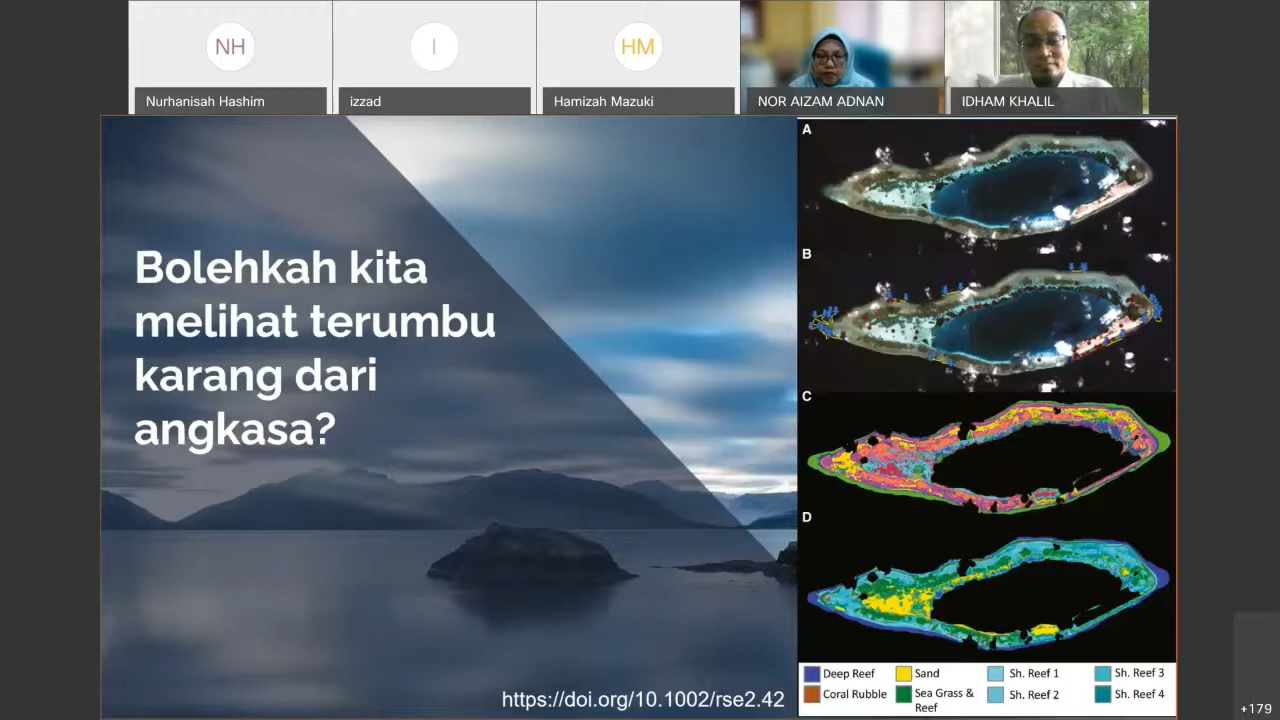 NH
I
HM
Nurhanisah Hashim
izzad
Hamizah Mazuki
NOR AIZAM ADNAN
IDHAM KHALIL
Bolehkah kita
melihat terumbu
karang dari
angkasa?
https://doi.org/10.1002/rse2.42
A
B
C
D
Deep Reef
Sand
Sh. Reef 1
Sh. Reef 3
Coral Rubble
Sea Grass &
Reef
Sh. Reef 2
Sh. Reef 4
+179